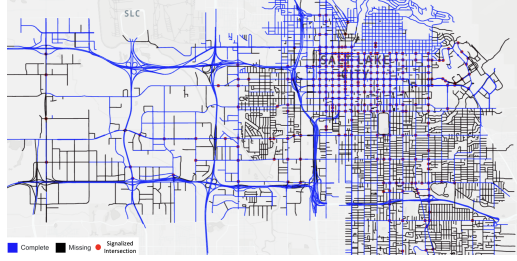 SLC
SALT LAKE
CITY
Complete
Missing
Signalized
Intersection